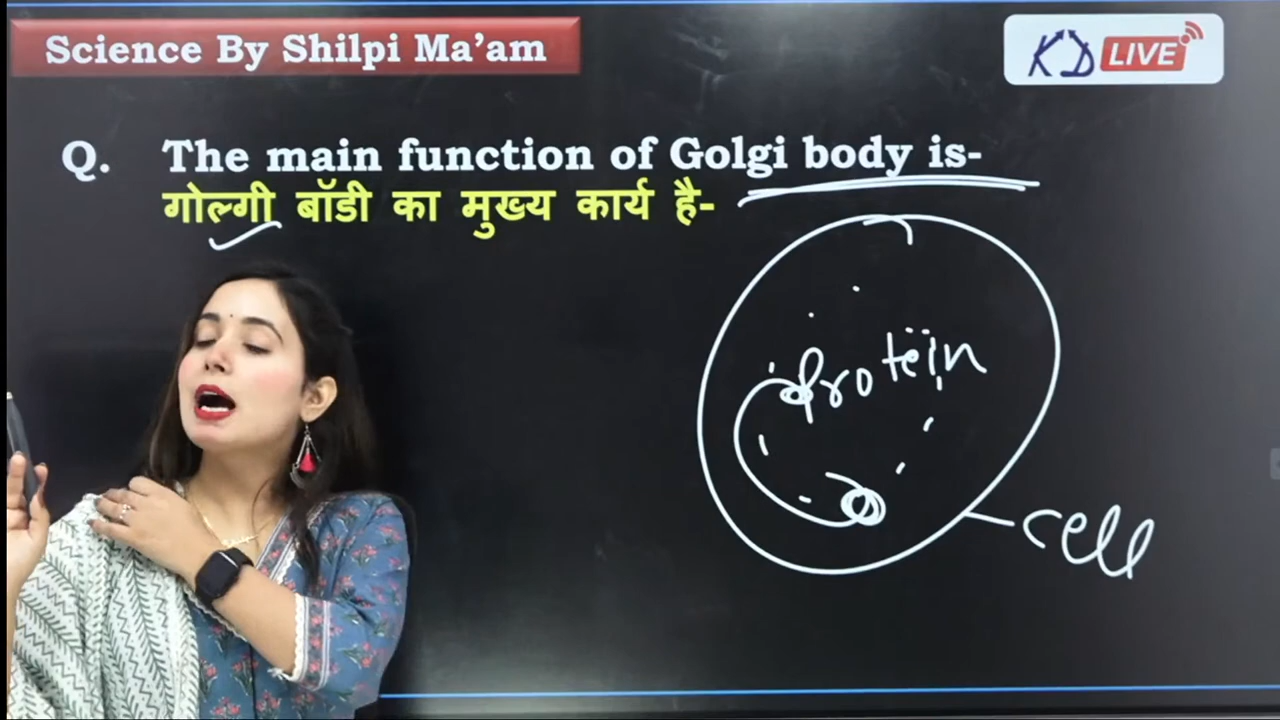 Science By Shilpi Ma'am
KD LIVE
Q. The main function of Golgi body is-
गोल्गी बॉडी का मुख्य कार्य है-
Protein
cell